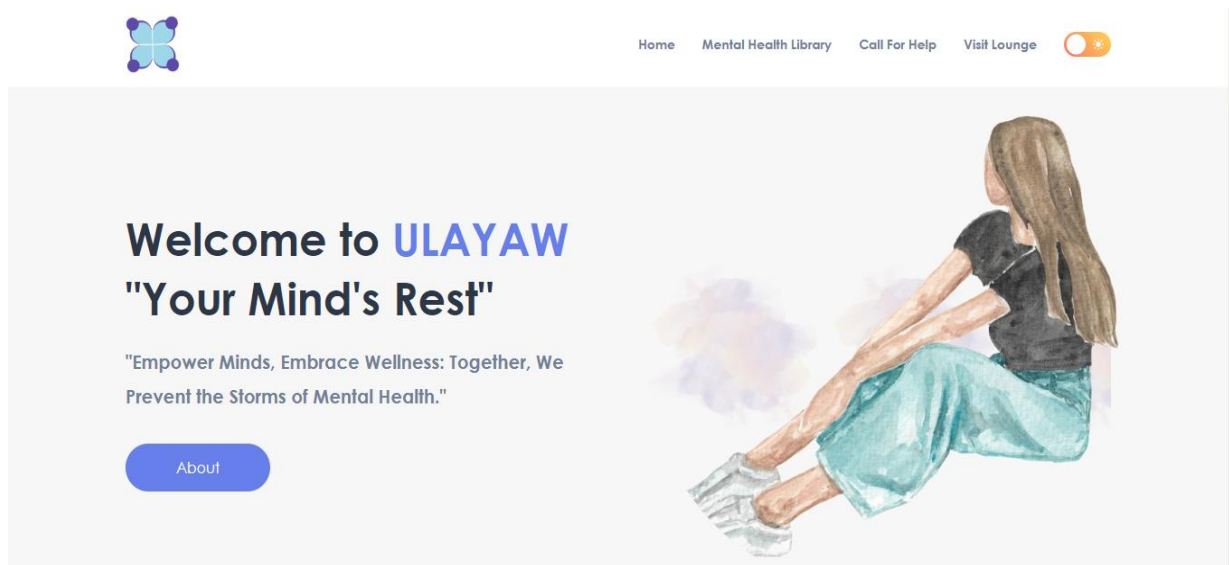 Home Mental Health Library Call For Help Visit Lounge
Welcome to ULAYAW
"Your Mind's Rest"
"Empower Minds, Embrace Wellness: Together, We
Prevent the Storms of Mental Health."
About